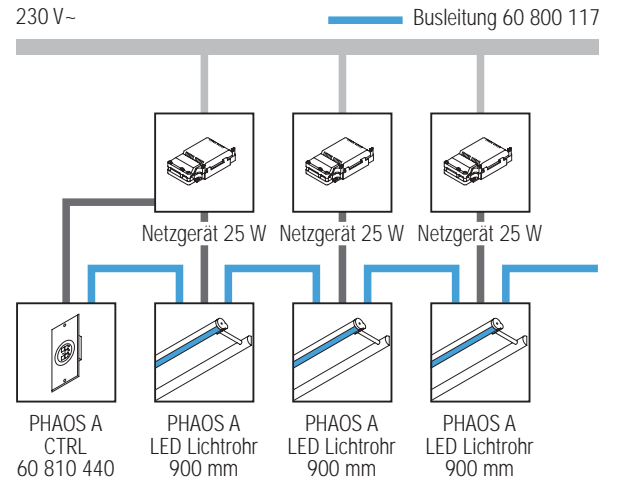 230 V~
Busleitung 60 800 117
Netzgerät 25 W
Netzgerät 25 W
Netzgerät 25 W
PHAOS A
CTRL
60 810 440
PHAOS A
LED Lichtrohr
900 mm
PHAOS A
LED Lichtrohr
900 mm
PHAOS A
LED Lichtrohr
900 mm